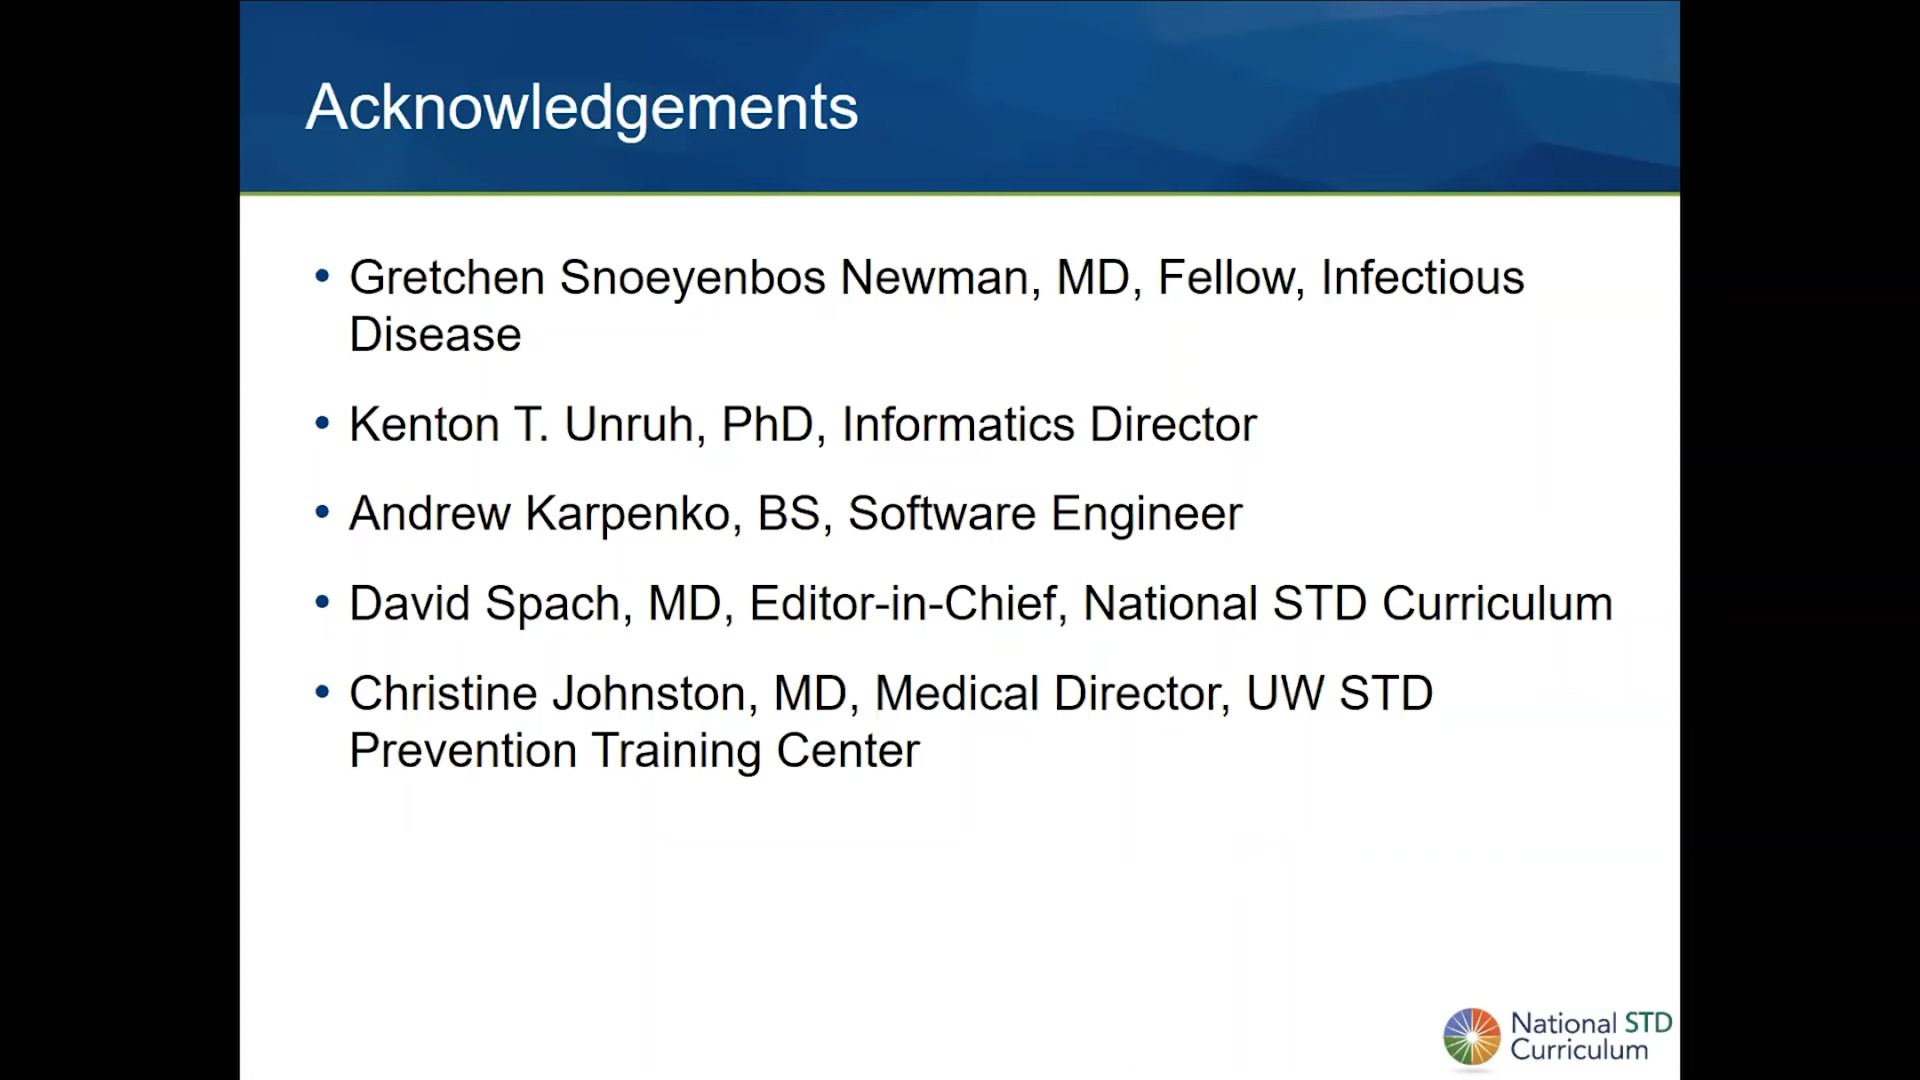 Acknowledgements
• Gretchen Snoeyenbos Newman, MD, Fellow, Infectious
Disease
• Kenton T. Unruh, PhD, Informatics Director
• Andrew Karpenko, BS, Software Engineer
• David Spach, MD, Editor-in-Chief, National STD Curriculum
• Christine Johnston, MD, Medical Director, UW STD
Prevention Training Center
National STD
Curriculum